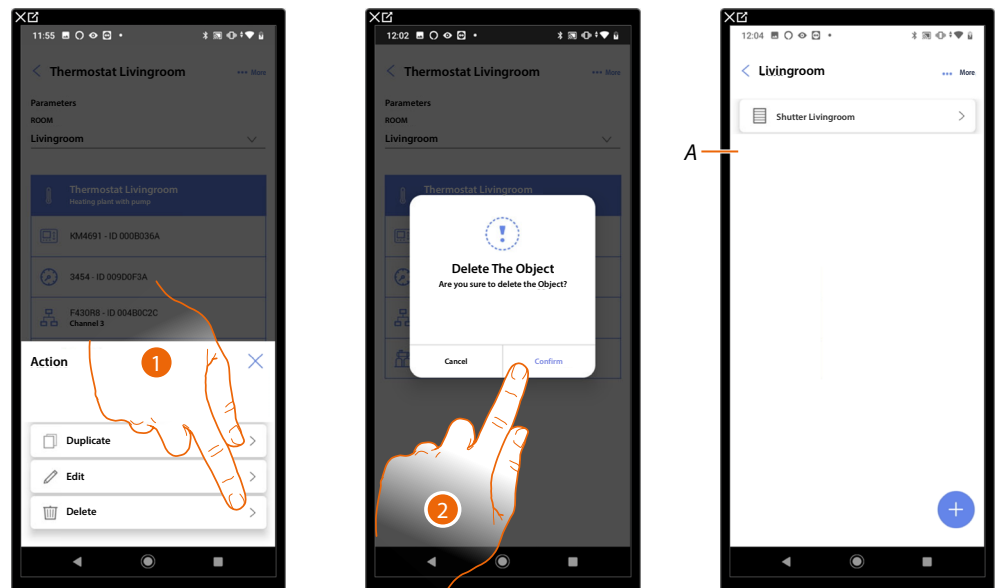 11:55
Thermostat Livingroom
••• More
Parameters
ROOM
Livingroom
Thermostat Livingroom
Heating plant with pump
KM4691 - ID 000B036A
3454 - ID 009D0F3A
F430R8 - ID 004B0C2C
Channel 3
Action
1
Duplicate
Edit
Delete
12:02
Thermostat Livingroom
••• More
Parameters
ROOM
Livingroom
Thermostat Livingroom
Delete The Object
Are you sure to delete the Object?
Cancel
Confirm
2
12:04
Livingroom
••• More
Shutter Livingroom
A
+